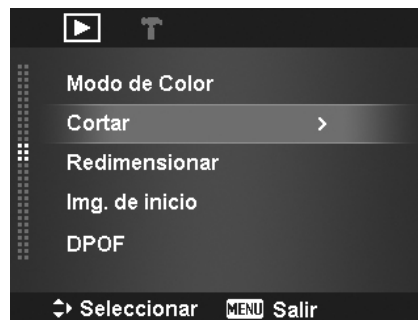 Modo de Color
Cortar
Redimensionar
Img. de inicio
DPOF
Seleccionar MENU Salir